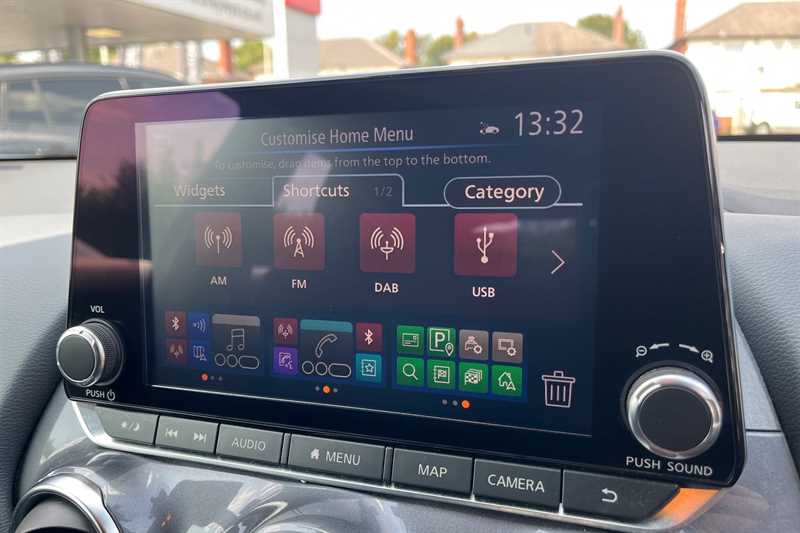 Customise Home Menu
13:32
To customise, drag items from the top to the bottom.
Widgets
Shortcuts 1/2
Category
AM
FM
DAB
USB
P
VOL
PUSH
AUDIO
MENU
MAP
CAMERA
PUSH SOUND